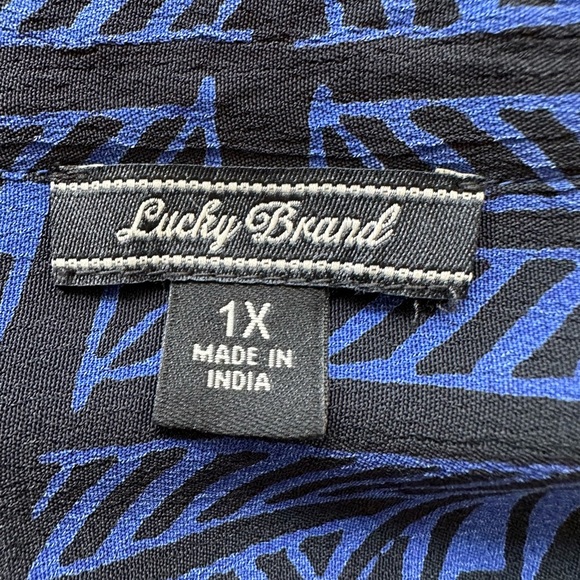 Lucky Brand
1X
MADE IN
INDIA